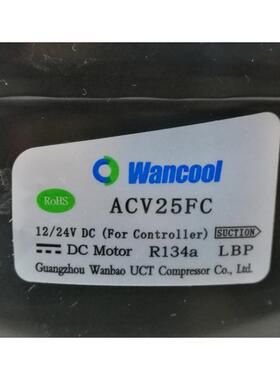 Wancool
RoHS
ACV25FC
12/24V DC (For Controller) SUCTION
DC Motor R134a LBP
Guangzhou Wanbao UCT Compressor Co., Ltd.